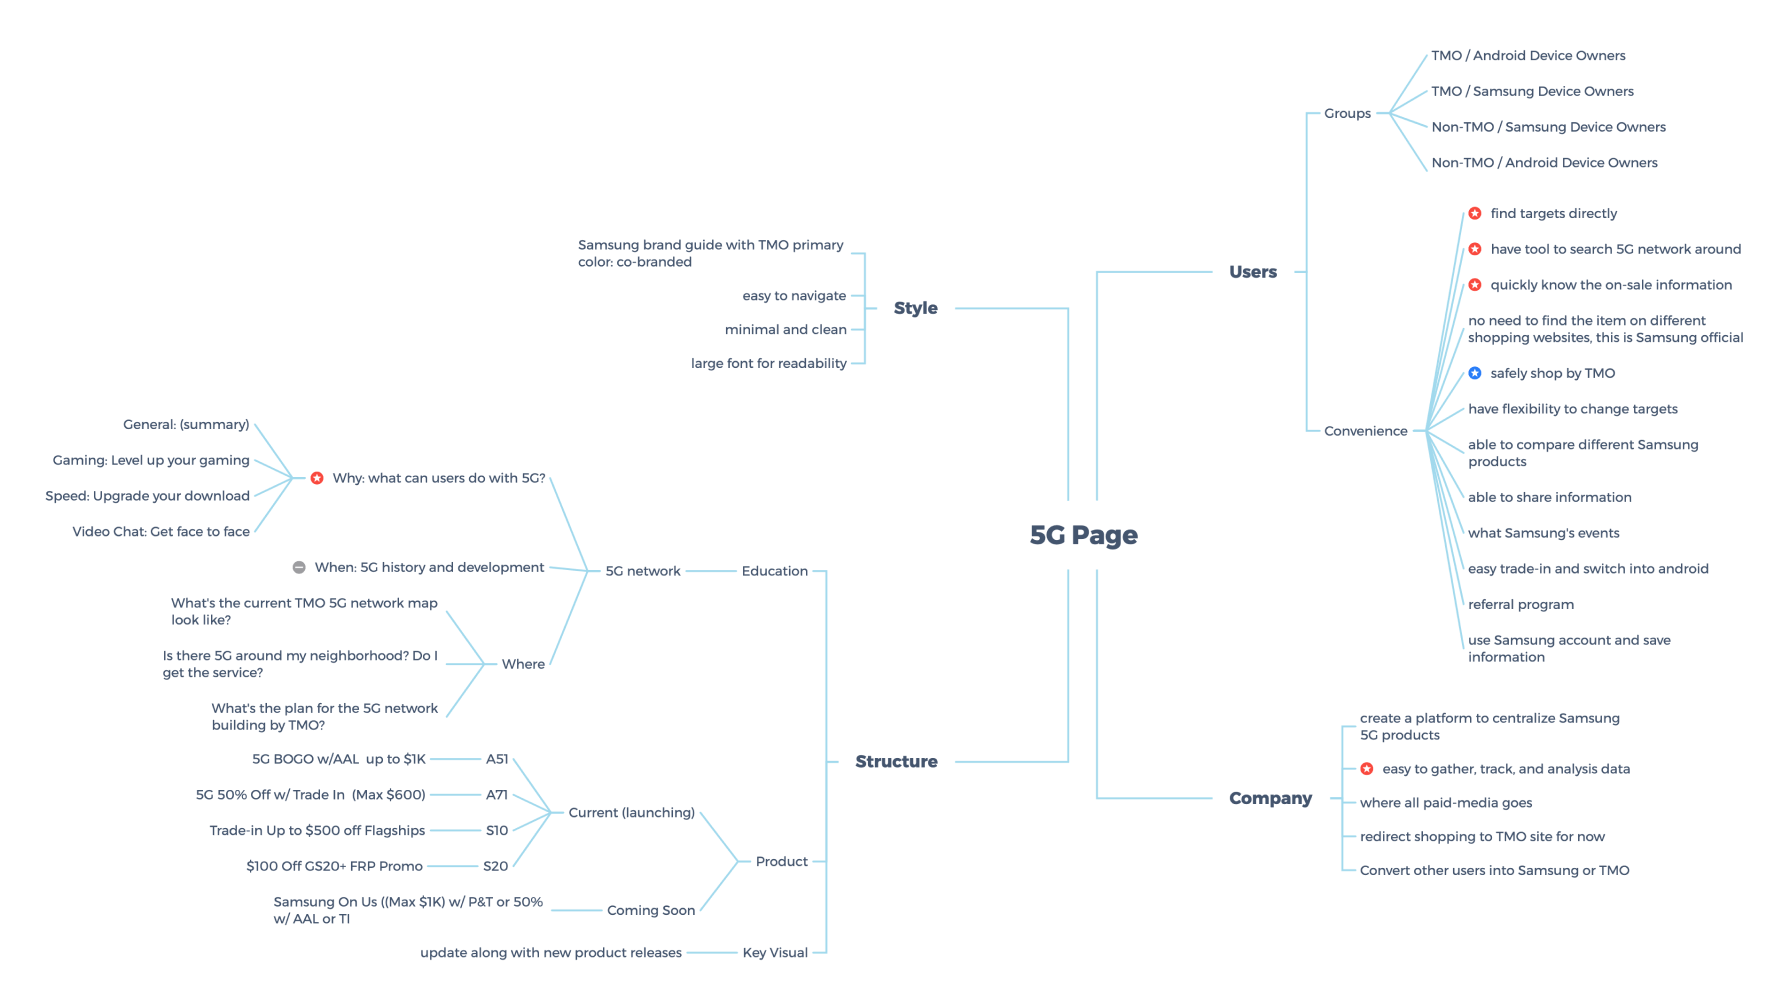 5G Page
Users
Groups
TMO / Android Device Owners
TMO / Samsung Device Owners
Non-TMO / Samsung Device Owners
Non-TMO / Android Device Owners
Convenience
find targets directly
have tool to search 5G network around
quickly know the on-sale information
no need to find the item on different
shopping websites, this is Samsung official
safely shop by TMO
have flexibility to change targets
able to compare different Samsung
products
able to share information
what Samsung's events
easy trade-in and switch into android
referral program
use Samsung account and save
information
Company
create a platform to centralize Samsung
5G products
easy to gather, track, and analysis data
where all paid-media goes
redirect shopping to TMO site for now
Convert other users into Samsung or TMO
Style
Samsung brand guide with TMO primary
color: co-branded
easy to navigate
minimal and clean
large font for readability
Structure
Education
5G network
Why: what can users do with 5G?
General: (summary)
Gaming: Level up your gaming
Speed: Upgrade your download
Video Chat: Get face to face
When: 5G history and development
Where
What's the current TMO 5G network map
look like?
Is there 5G around my neighborhood? Do I
get the service?
What's the plan for the 5G network
building by TMO?
Product
Current (launching)
A51
5G BOGO w/AAL  up to $1K
A71
5G 50% Off w/ Trade In  (Max $600)
S10
Trade-in Up to $500 off Flagships
S20
$100 Off GS20+ FRP Promo
Coming Soon
Samsung On Us ((Max $1K) w/ P&T or 50%
w/ AAL or TI
Key Visual
update along with new product releases